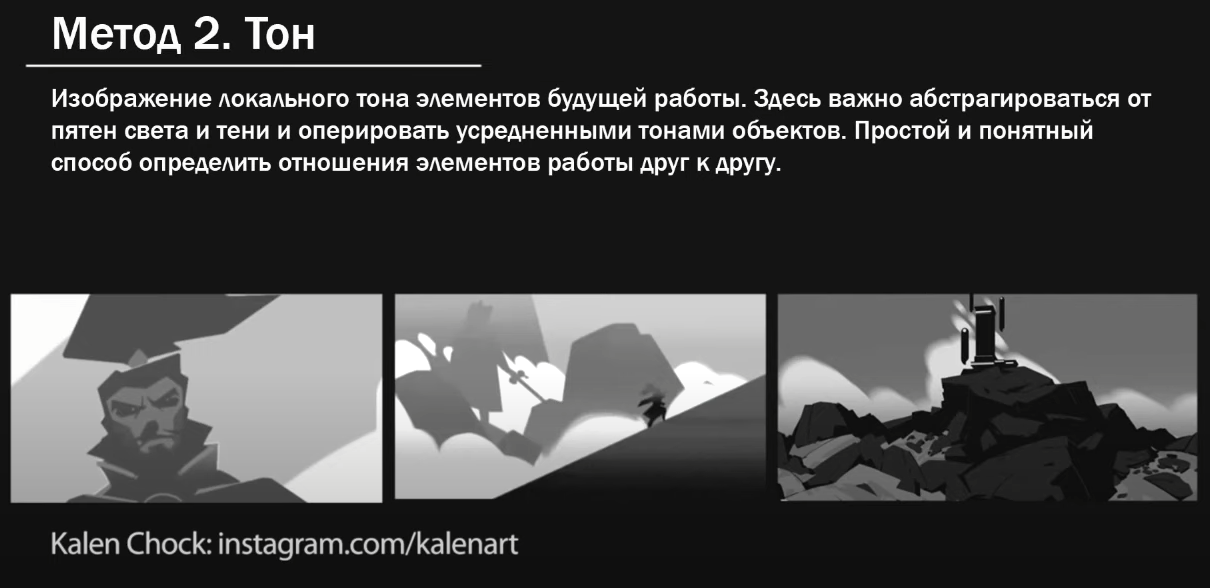 Метод 2. Тон
Изображение локального тона элементов будущей работы. Здесь важно абстрагироваться от
пятен света и тени и оперировать усредненными тонами объектов. Простой и понятный
способ определить отношения элементов работы друг к другу.
Kalen Chock: instagram.com/kalenart